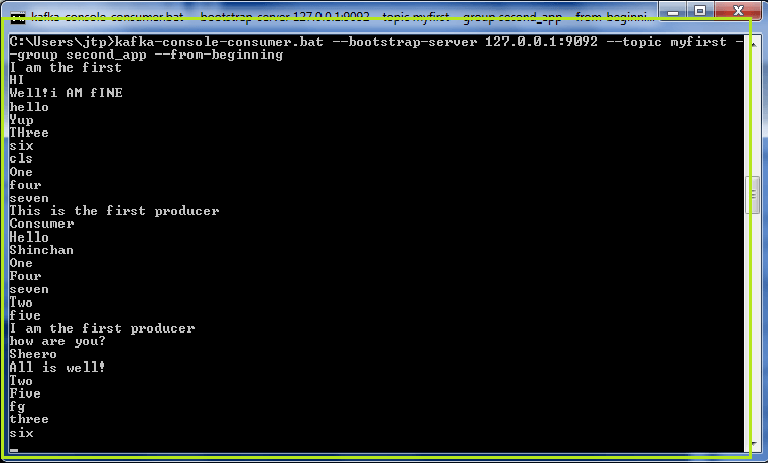 kafka-console-consumer.bat --bootstrap-server 127.0.0.1:9092 --topic myfirst --group second_app --from-beginni...
C:\Users\jtp>kafka-console-consumer.bat --bootstrap-server 127.0.0.1:9092 --topic myfirst -
-group second_app --from-beginning
I am the first
HI
Well!i AM fINE
hello
Yup
THree
six
cls
One
four
seven
This is the first producer
Consumer
Hello
Shinchan
One
Four
seven
Two
five
I am the first producer
how are you?
Sheero
All is well!
Two
Five
fg
three
six